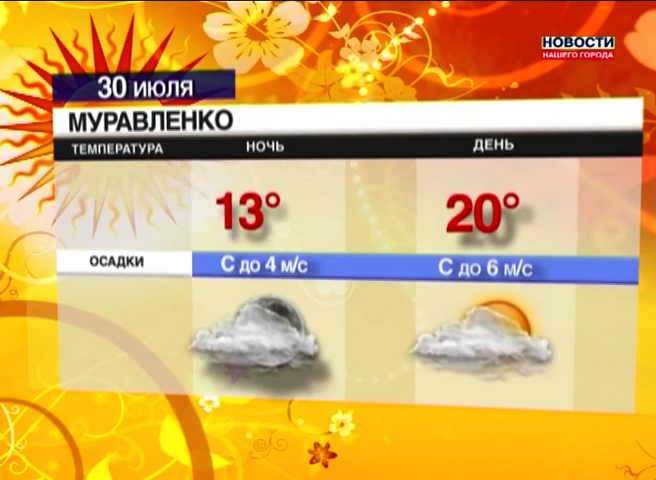 НОВОСТИ
НАШЕГО ГОРОДА
30 ИЮЛЯ
МУРАВЛЕНКО
ТЕМПЕРАТУРА НОЧЬ ДЕНЬ
13° 20°
ОСАДКИ С ДО 4 М/С С ДО 6 М/С